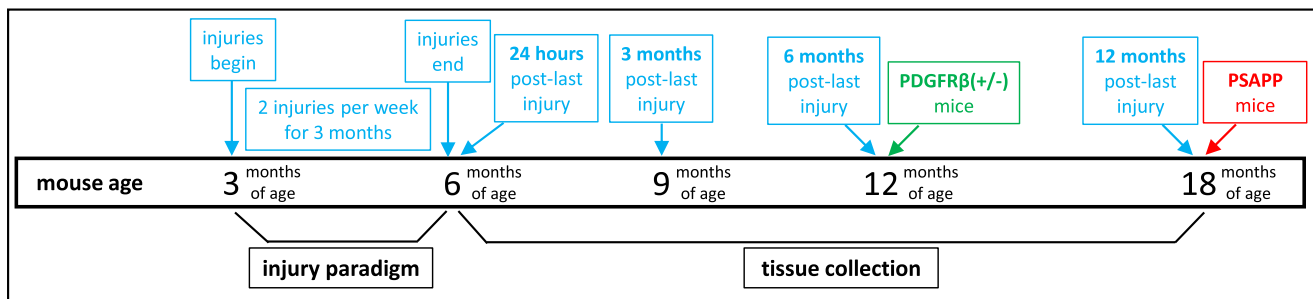 injuries
begin
2 injuries per week
for 3 months
injuries
end
24 hours
post-last
injury
3 months
post-last
injury
6 months
post-last
injury
PDGFRβ(+/-)
mice
12 months
post-last
injury
PSAPP
mice
mouse age
3 months
of age
6 months
of age
9 months
of age
12 months
of age
18 months
of age
injury paradigm
tissue collection